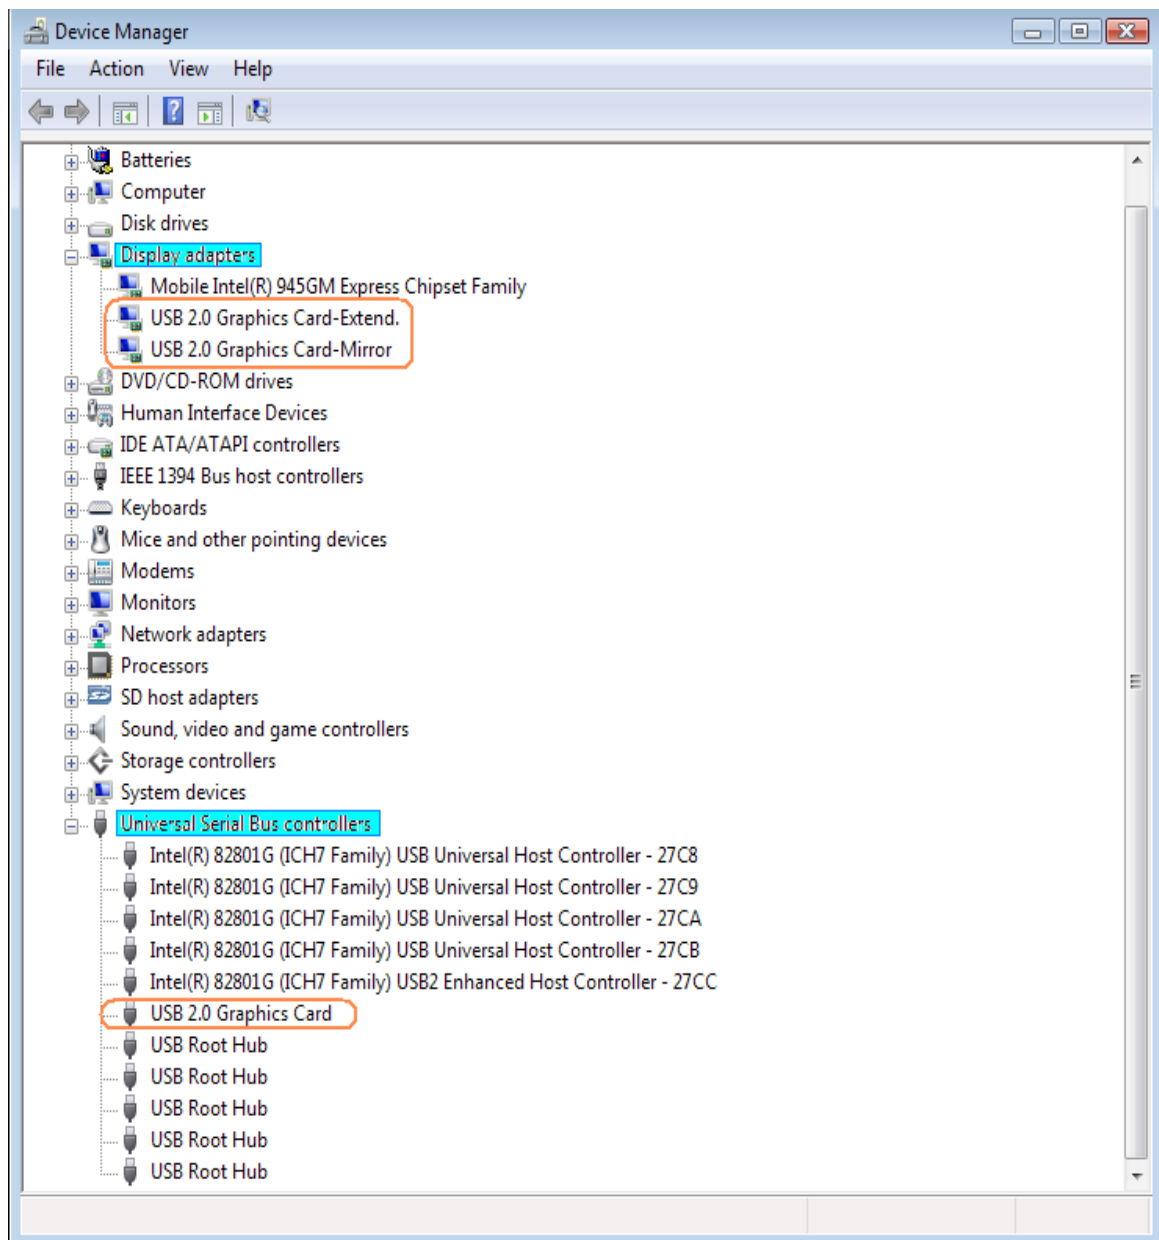 Device Manager
File Action View Help
Batteries
Computer
Disk drives
Display adapters
Mobile Intel(R) 945GM Express Chipset Family
USB 2.0 Graphics Card-Extend.
USB 2.0 Graphics Card-Mirror
DVD/CD-ROM drives
Human Interface Devices
IDE ATA/ATAPI controllers
IEEE 1394 Bus host controllers
Keyboards
Mice and other pointing devices
Modems
Monitors
Network adapters
Processors
SD host adapters
Sound, video and game controllers
Storage controllers
System devices
Universal Serial Bus controllers
Intel(R) 82801G (ICH7 Family) USB Universal Host Controller - 27C8
Intel(R) 82801G (ICH7 Family) USB Universal Host Controller - 27C9
Intel(R) 82801G (ICH7 Family) USB Universal Host Controller - 27CA
Intel(R) 82801G (ICH7 Family) USB Universal Host Controller - 27CB
Intel(R) 82801G (ICH7 Family) USB2 Enhanced Host Controller - 27CC
USB 2.0 Graphics Card
USB Root Hub
USB Root Hub
USB Root Hub
USB Root Hub
USB Root Hub